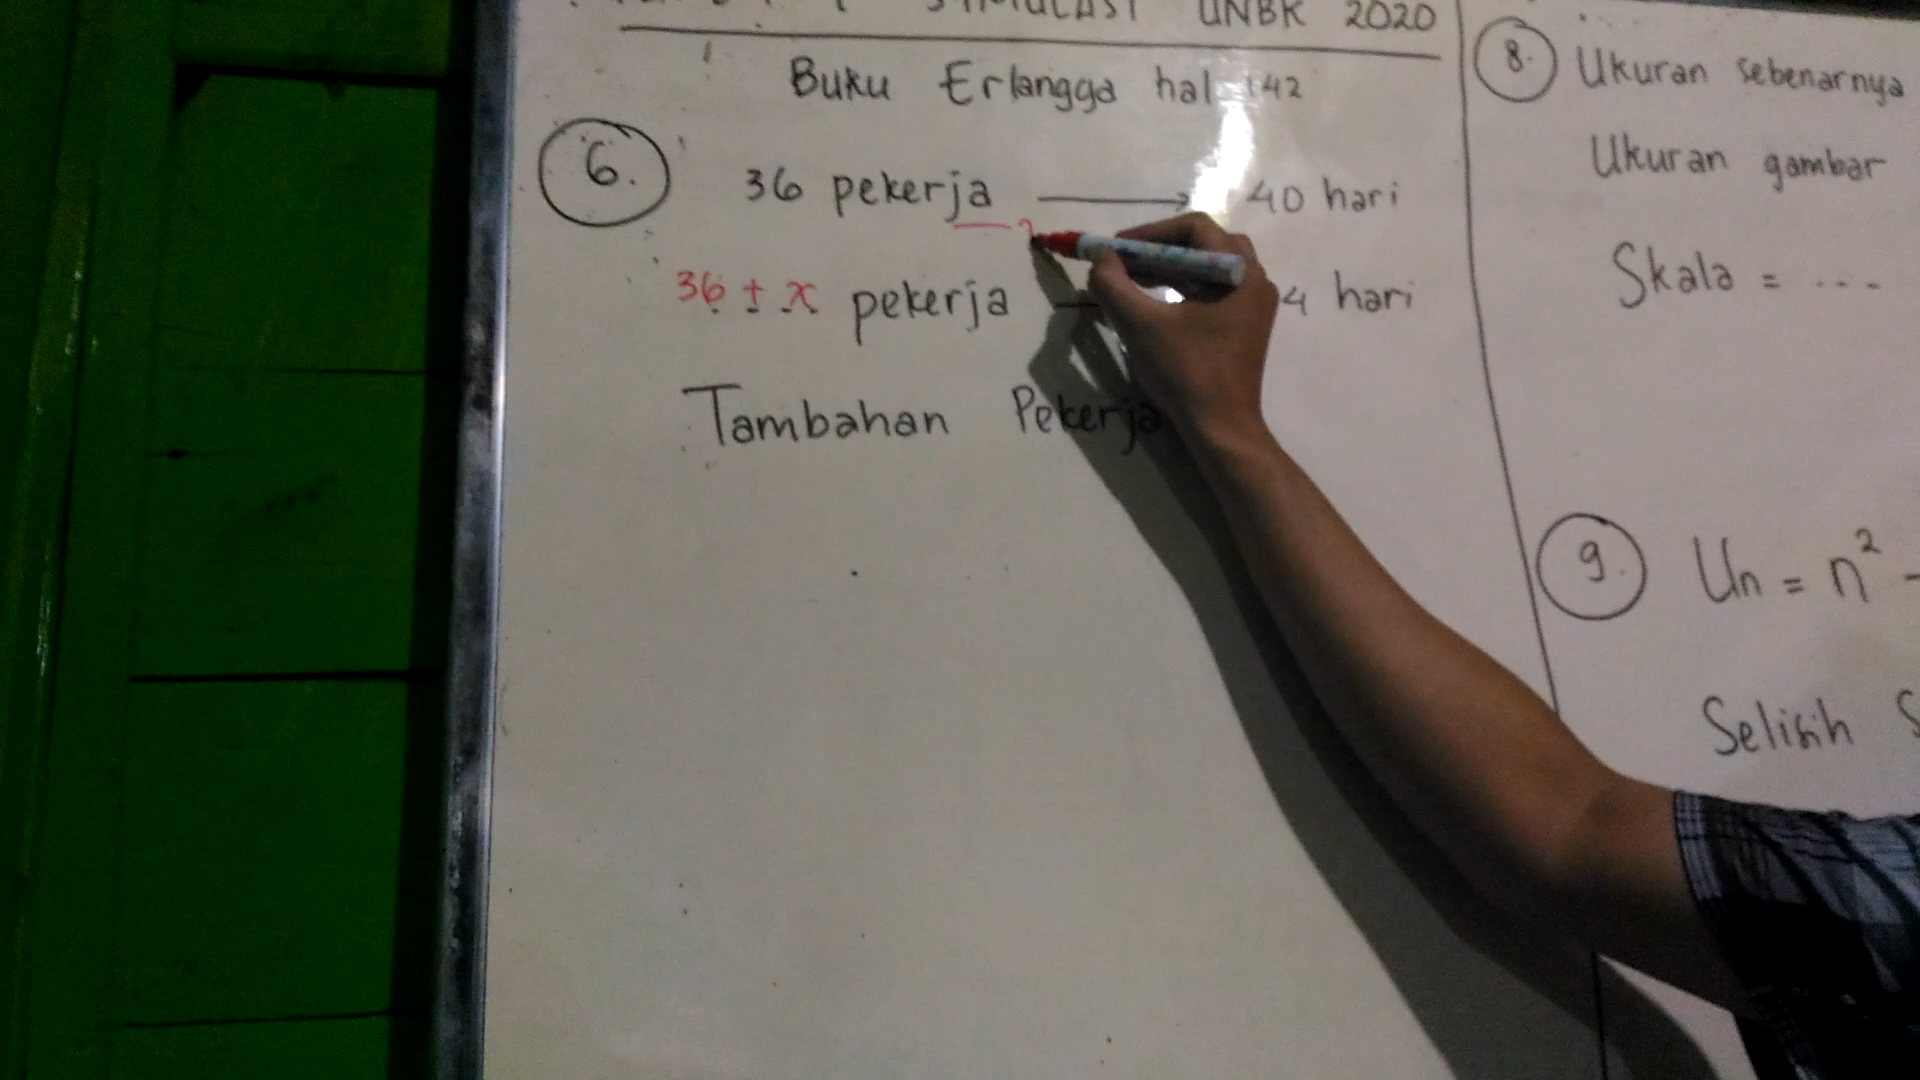 UNBK 2020
Buku Erlangga hal 142
6.
36 pekerja → 40 hari
36 ± x pekerja 4 hari
Tambahan Pekerja
8.
Ukuran sebenarnya
Ukuran gambar
Skala = ...
9.
Un = n² -
Selisih S